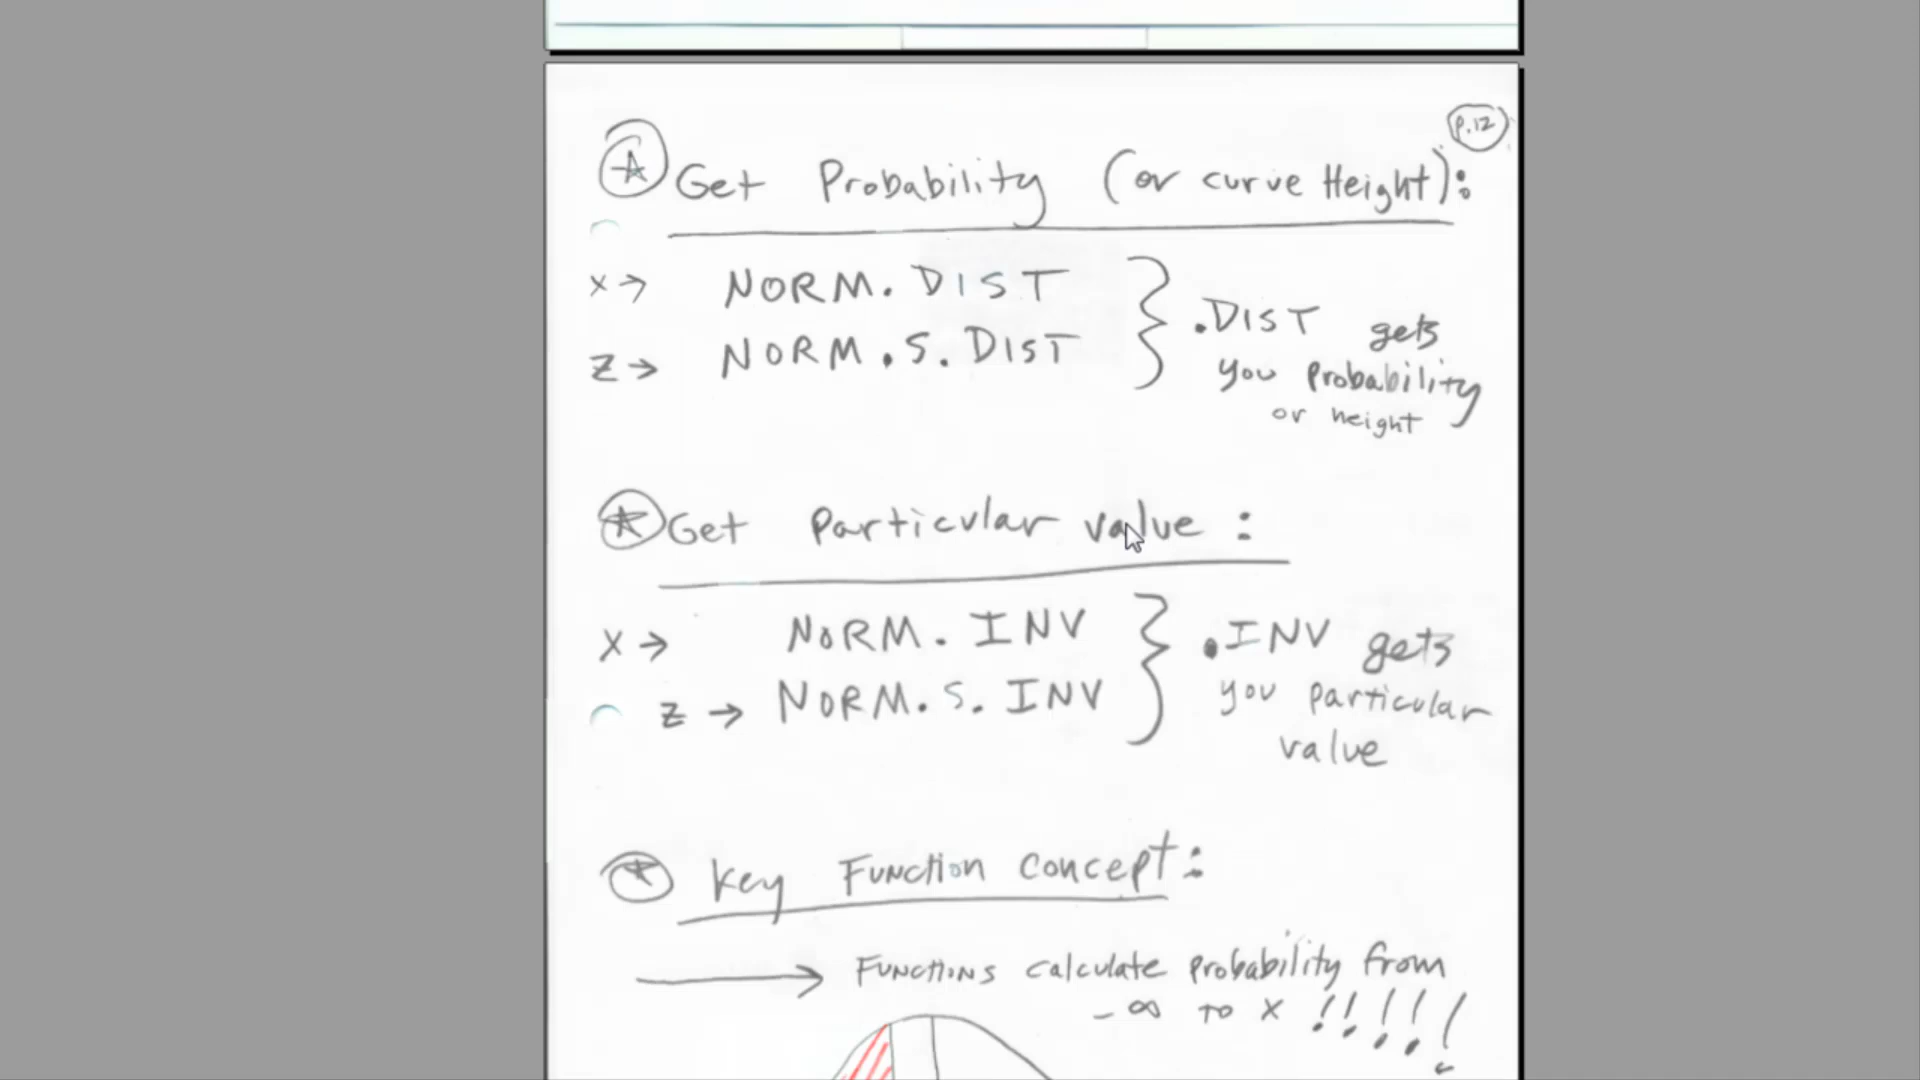 p.12
Get Probability (or curve Height):
x → NORM.DIST
z → NORM.S.DIST
.DIST gets
you probability
or height
Get particular value :
X → NORM.INV
z → NORM.S.INV
.INV gets
you particular
value
Key Function concept:
→ Functions calculate probability from
-∞ to x !!!!!